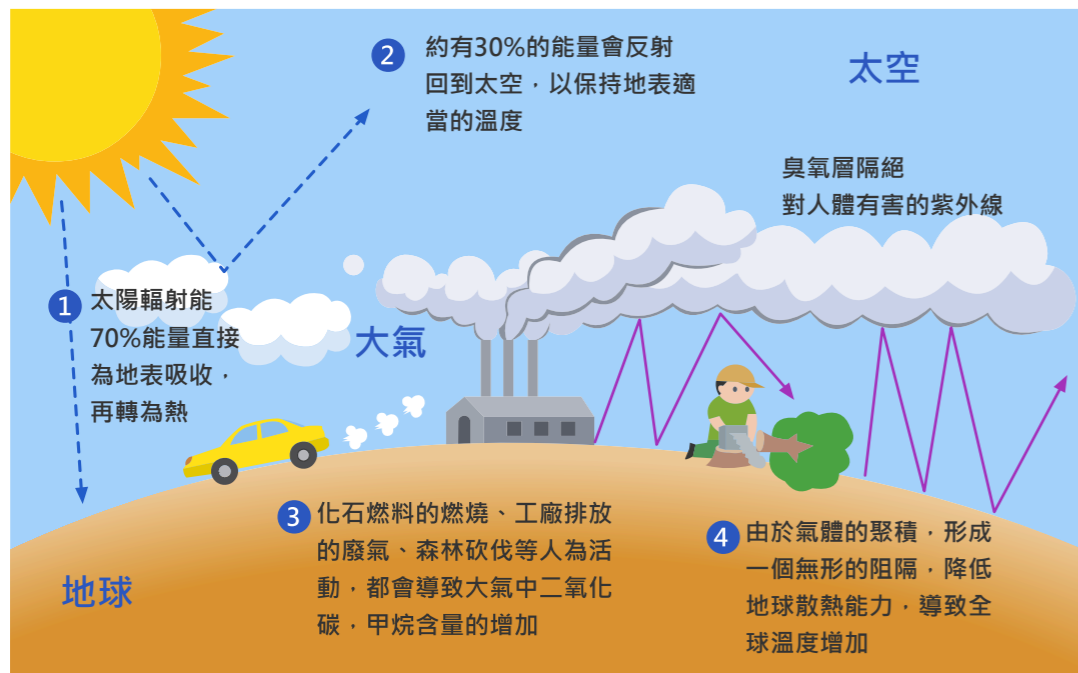 2 約有30%的能量會反射
回到太空，以保持地表適
當的溫度
太空
臭氧層隔絕
對人體有害的紫外線
1 太陽輻射能
70%能量直接
為地表吸收，
再轉為熱
大氣
3 化石燃料的燃燒、工廠排放
的廢氣、森林砍伐等人為活
動，都會導致大氣中二氧化
碳，甲烷含量的增加
4 由於氣體的聚積，形成
一個無形的阻隔，降低
地球散熱能力，導致全
球溫度增加
地球